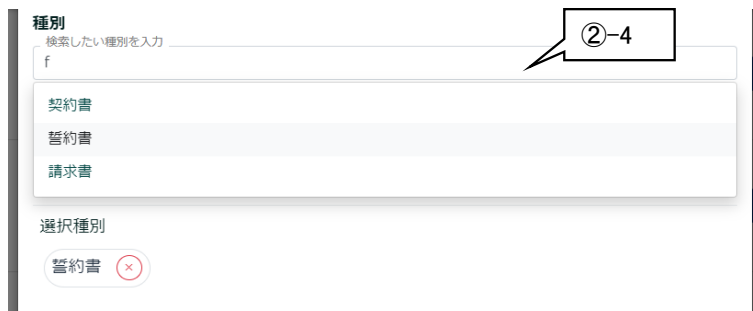 種別
検索したい種別を入力
②-4
f
契約書
誓約書
請求書
選択種別
誓約書 ×